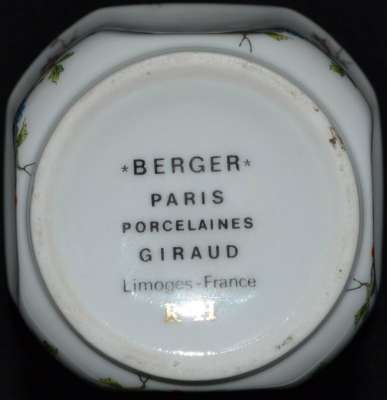 *BERGER*
PARIS
PORCELAINES
GIRAUD
Limoges-France